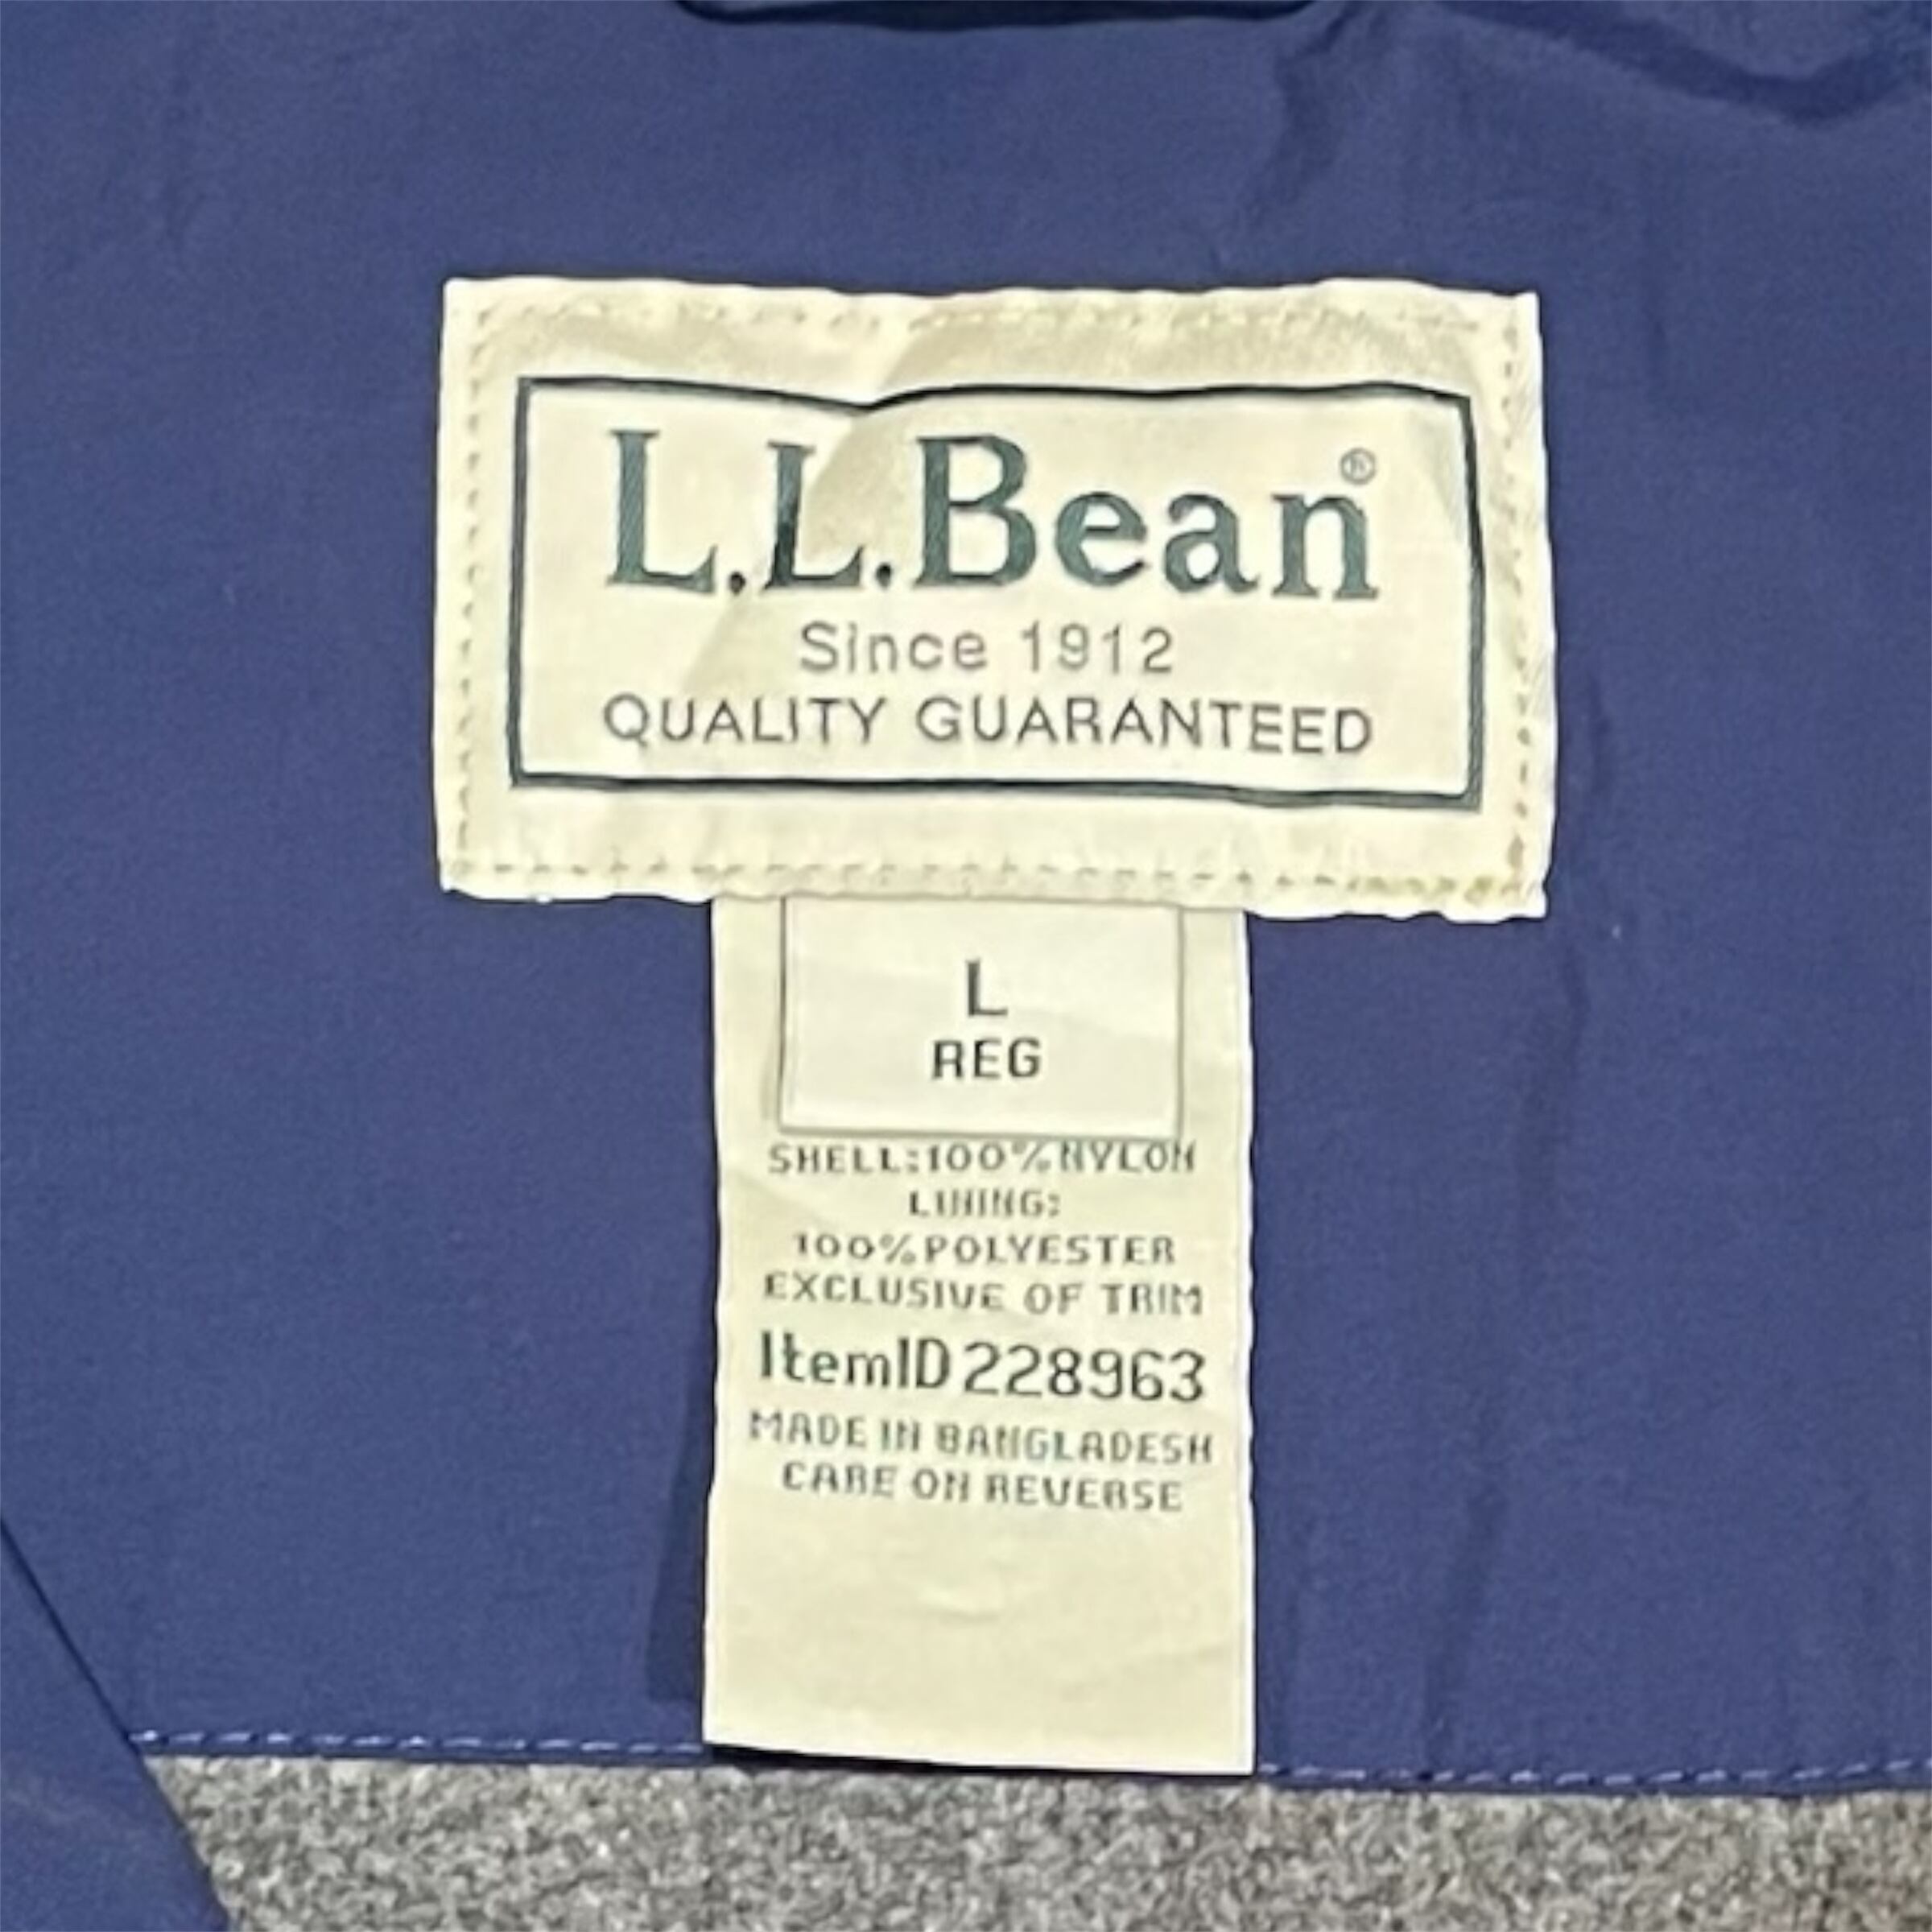 L.L.Bean®
Since 1912
QUALITY GUARANTEED
L
REG
SHELL:100%NYLON
LINING:
100%POLYESTER
EXCLUSIVE OF TRIM
ItemID 228963
MADE IN BANGLADESH
CARE ON REVERSE